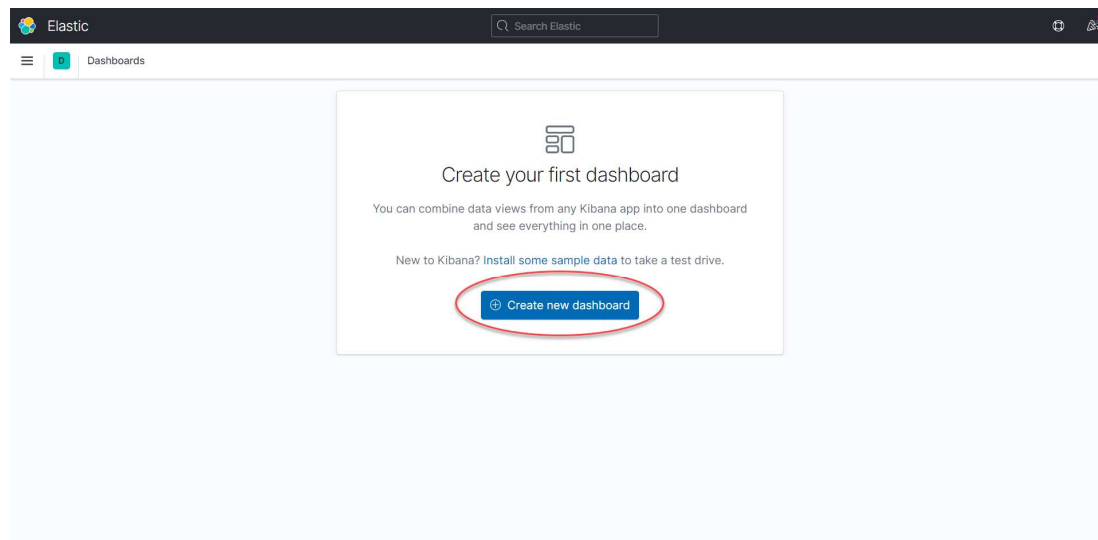 Elastic
Search Elastic
D
Dashboards
Create your first dashboard
You can combine data views from any Kibana app into one dashboard
and see everything in one place.
New to Kibana? Install some sample data to take a test drive.
Create new dashboard